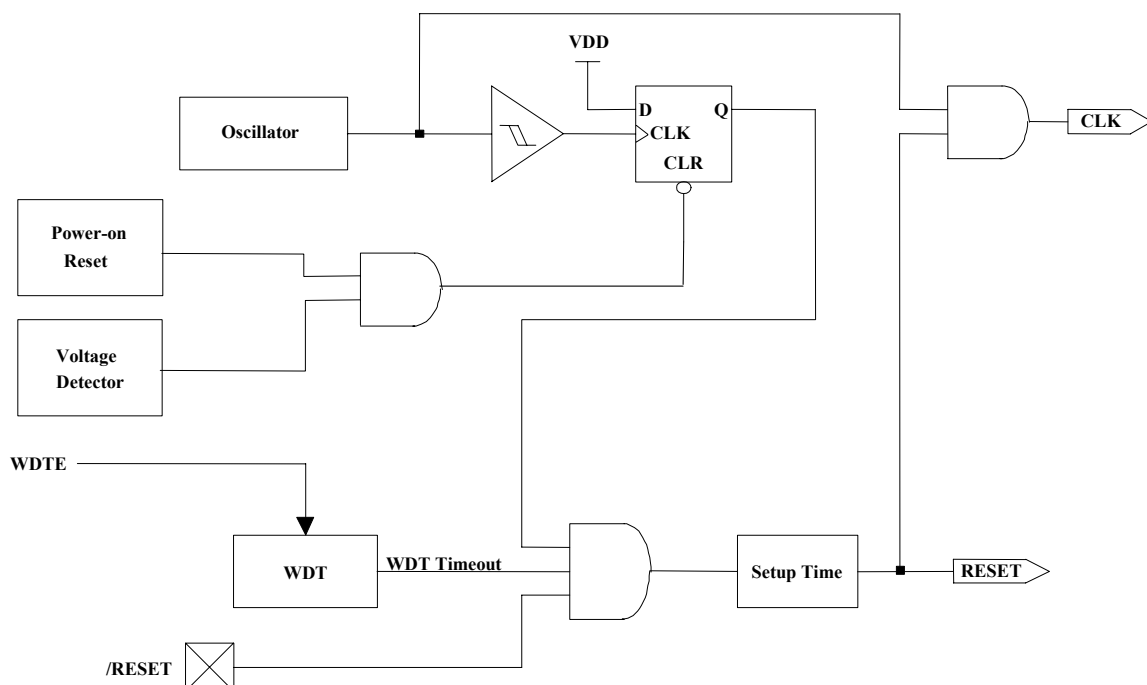 VDD
D
Q
Oscillator
CLK
CLK
CLR
Power-on
Reset
Voltage
Detector
WDTE
WDT
WDT Timeout
Setup Time
RESET
/RESET